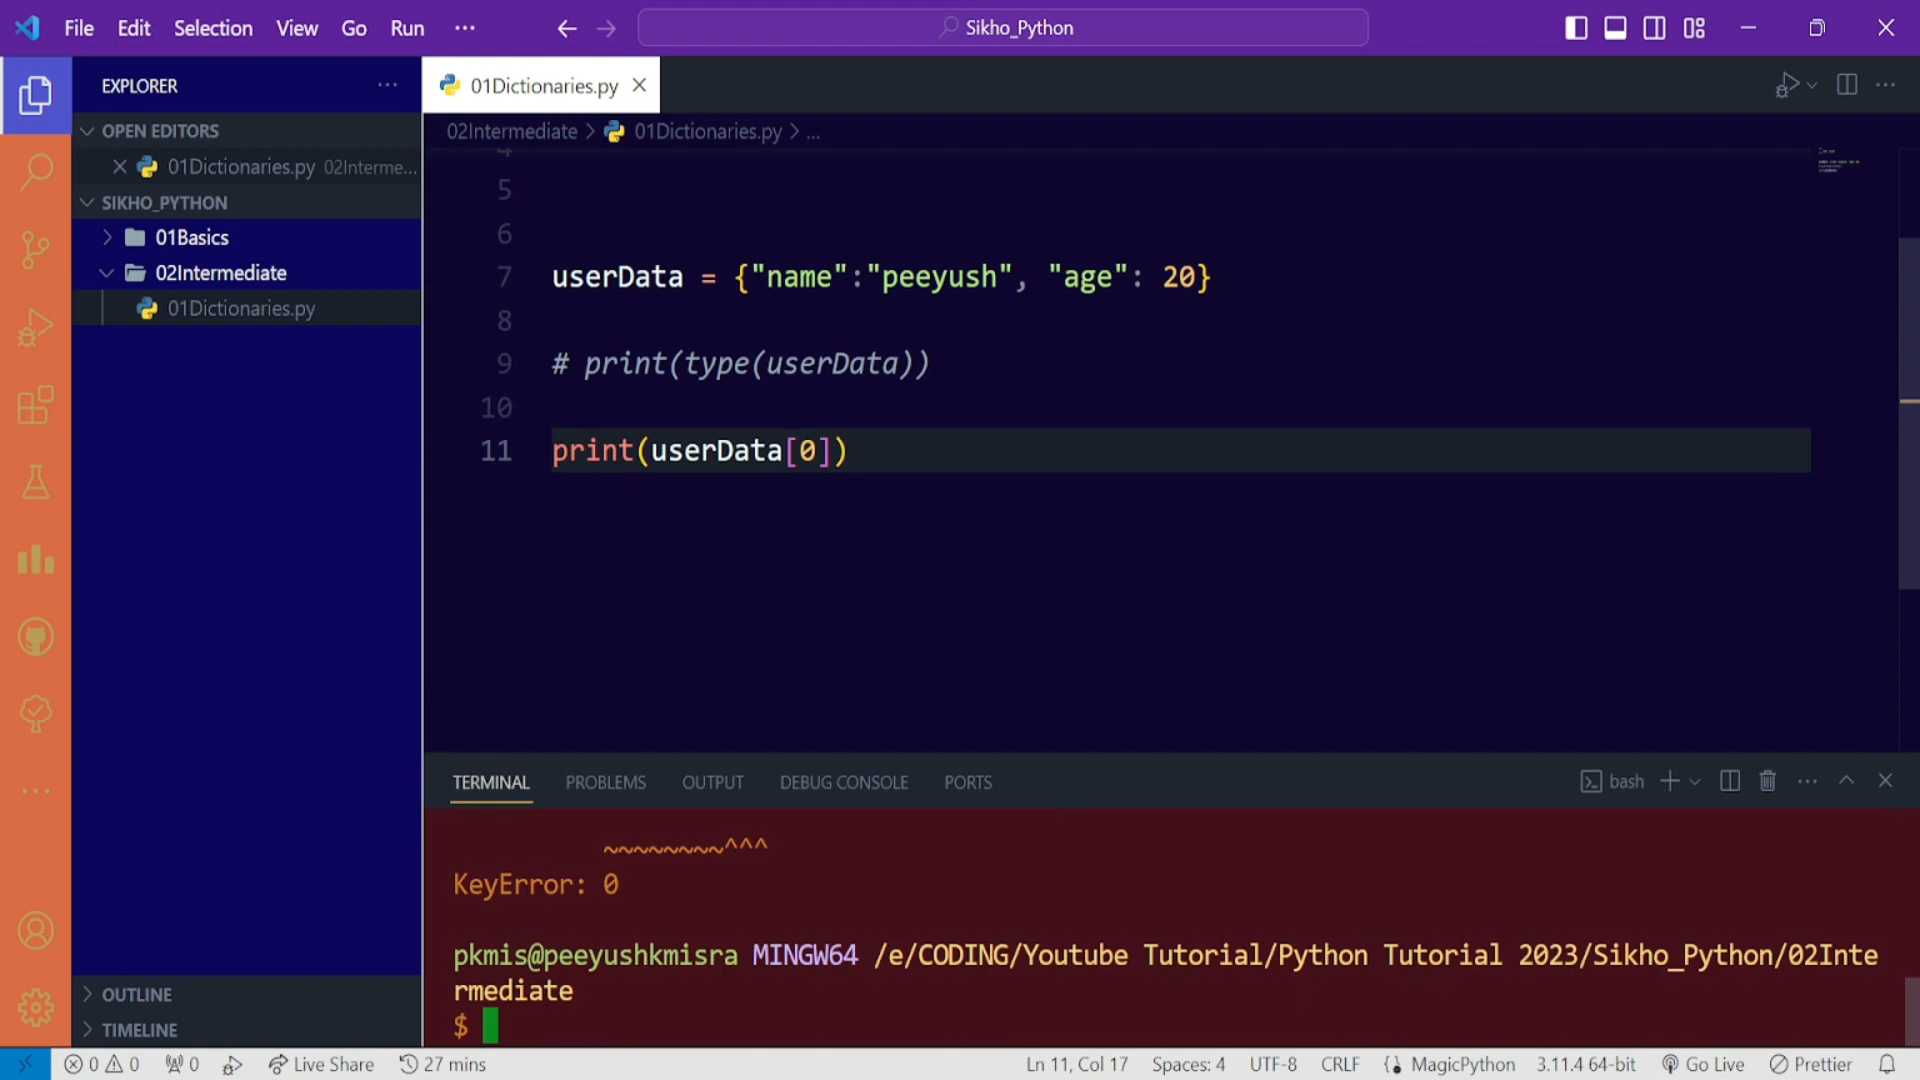 File Edit Selection View Go Run ··· Sikho_Python
EXPLORER ··· 01Dictionaries.py
OPEN EDITORS
01Dictionaries.py 02Interme...
SIKHO_PYTHON
01Basics
02Intermediate
01Dictionaries.py
OUTLINE
TIMELINE
02Intermediate > 01Dictionaries.py > ...
4
5
6
7 userData = {"name":"peeyush", "age": 20}
8
9 # print(type(userData))
10
11 print(userData[0])
TERMINAL PROBLEMS OUTPUT DEBUG CONSOLE PORTS bash
~~~~~~~~^^^
KeyError: 0
pkmis@peeyushkmisra MINGW64 /e/CODING/Youtube Tutorial/Python Tutorial 2023/Sikho_Python/02Inte
rmediate
$
0 0 0 Live Share 27 mins Ln 11, Col 17 Spaces: 4 UTF-8 CRLF MagicPython 3.11.4 64-bit Go Live Prettier